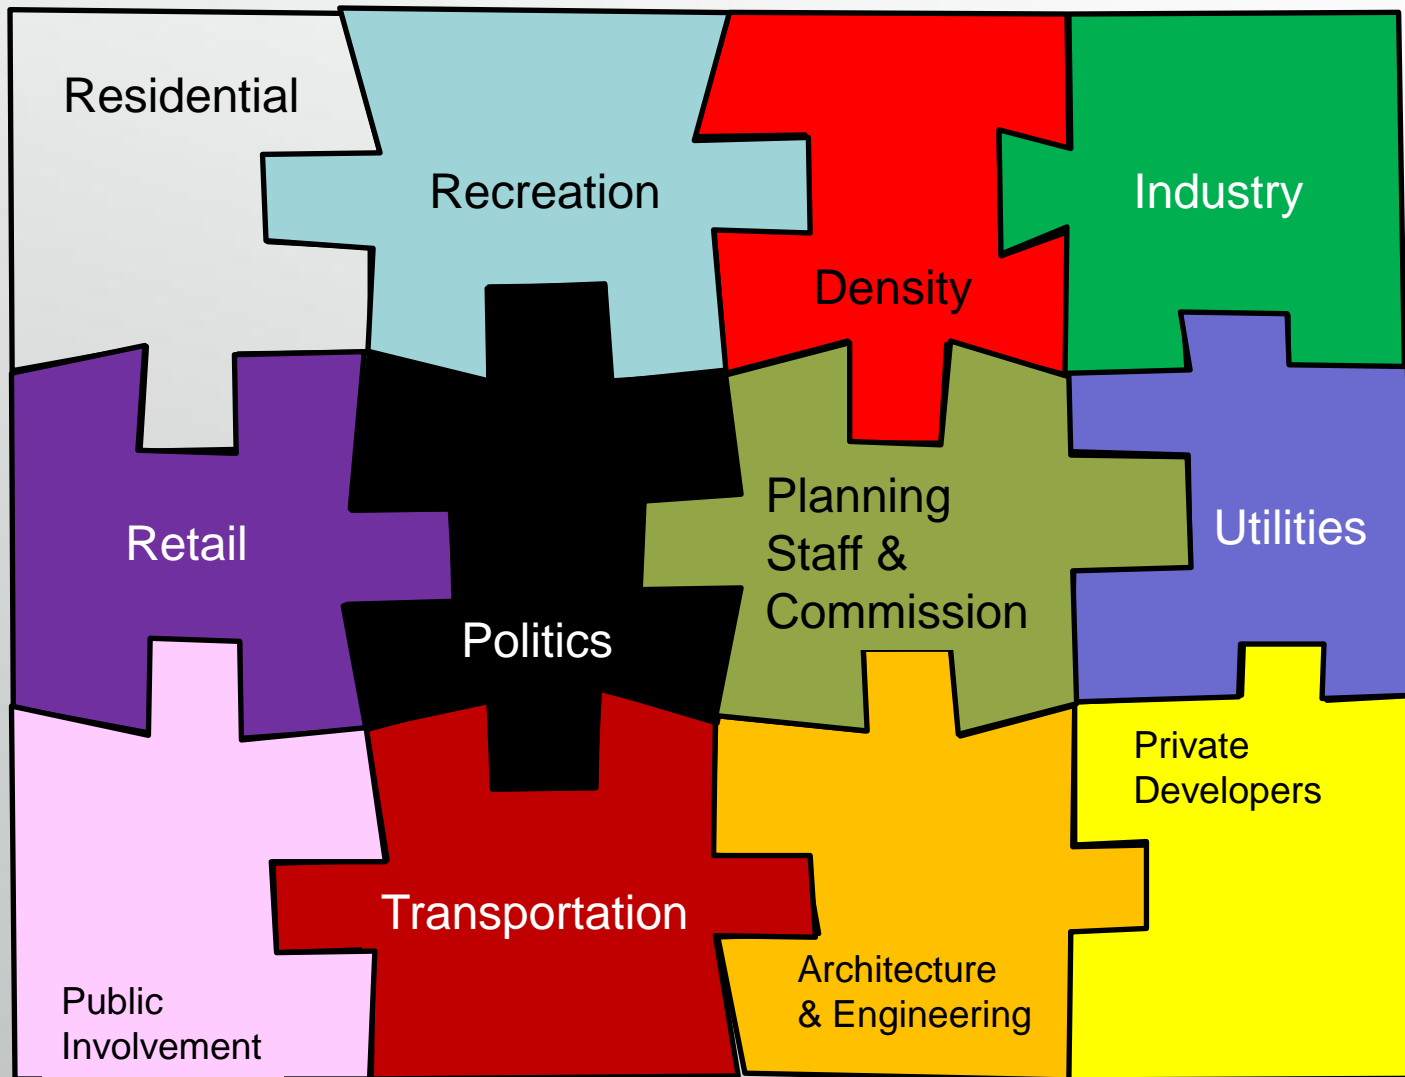 Residential
Recreation
Density
Industry
Retail
Politics
Planning
Staff &
Commission
Utilities
Public
Involvement
Transportation
Architecture
& Engineering
Private
Developers